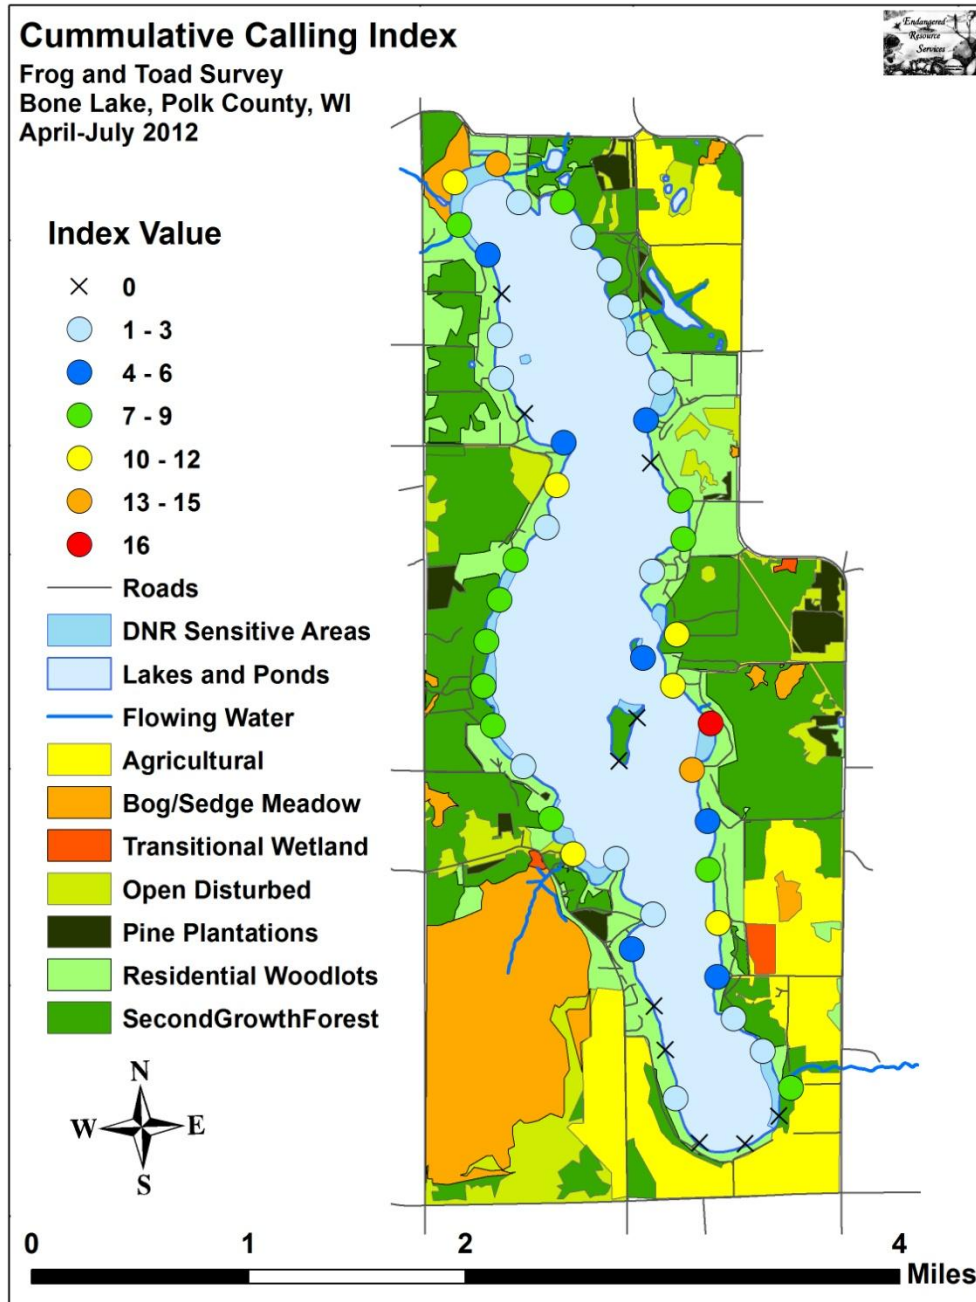 Cummulative Calling Index
Frog and Toad Survey
Bone Lake, Polk County, WI
April-July 2012
Endangered
Resource
Services
Index Value
0
1 - 3
4 - 6
7 - 9
10 - 12
13 - 15
16
Roads
DNR Sensitive Areas
Lakes and Ponds
Flowing Water
Agricultural
Bog/Sedge Meadow
Transitional Wetland
Open Disturbed
Pine Plantations
Residential Woodlots
SecondGrowthForest
N
W E
S
0 1 2 4
Miles